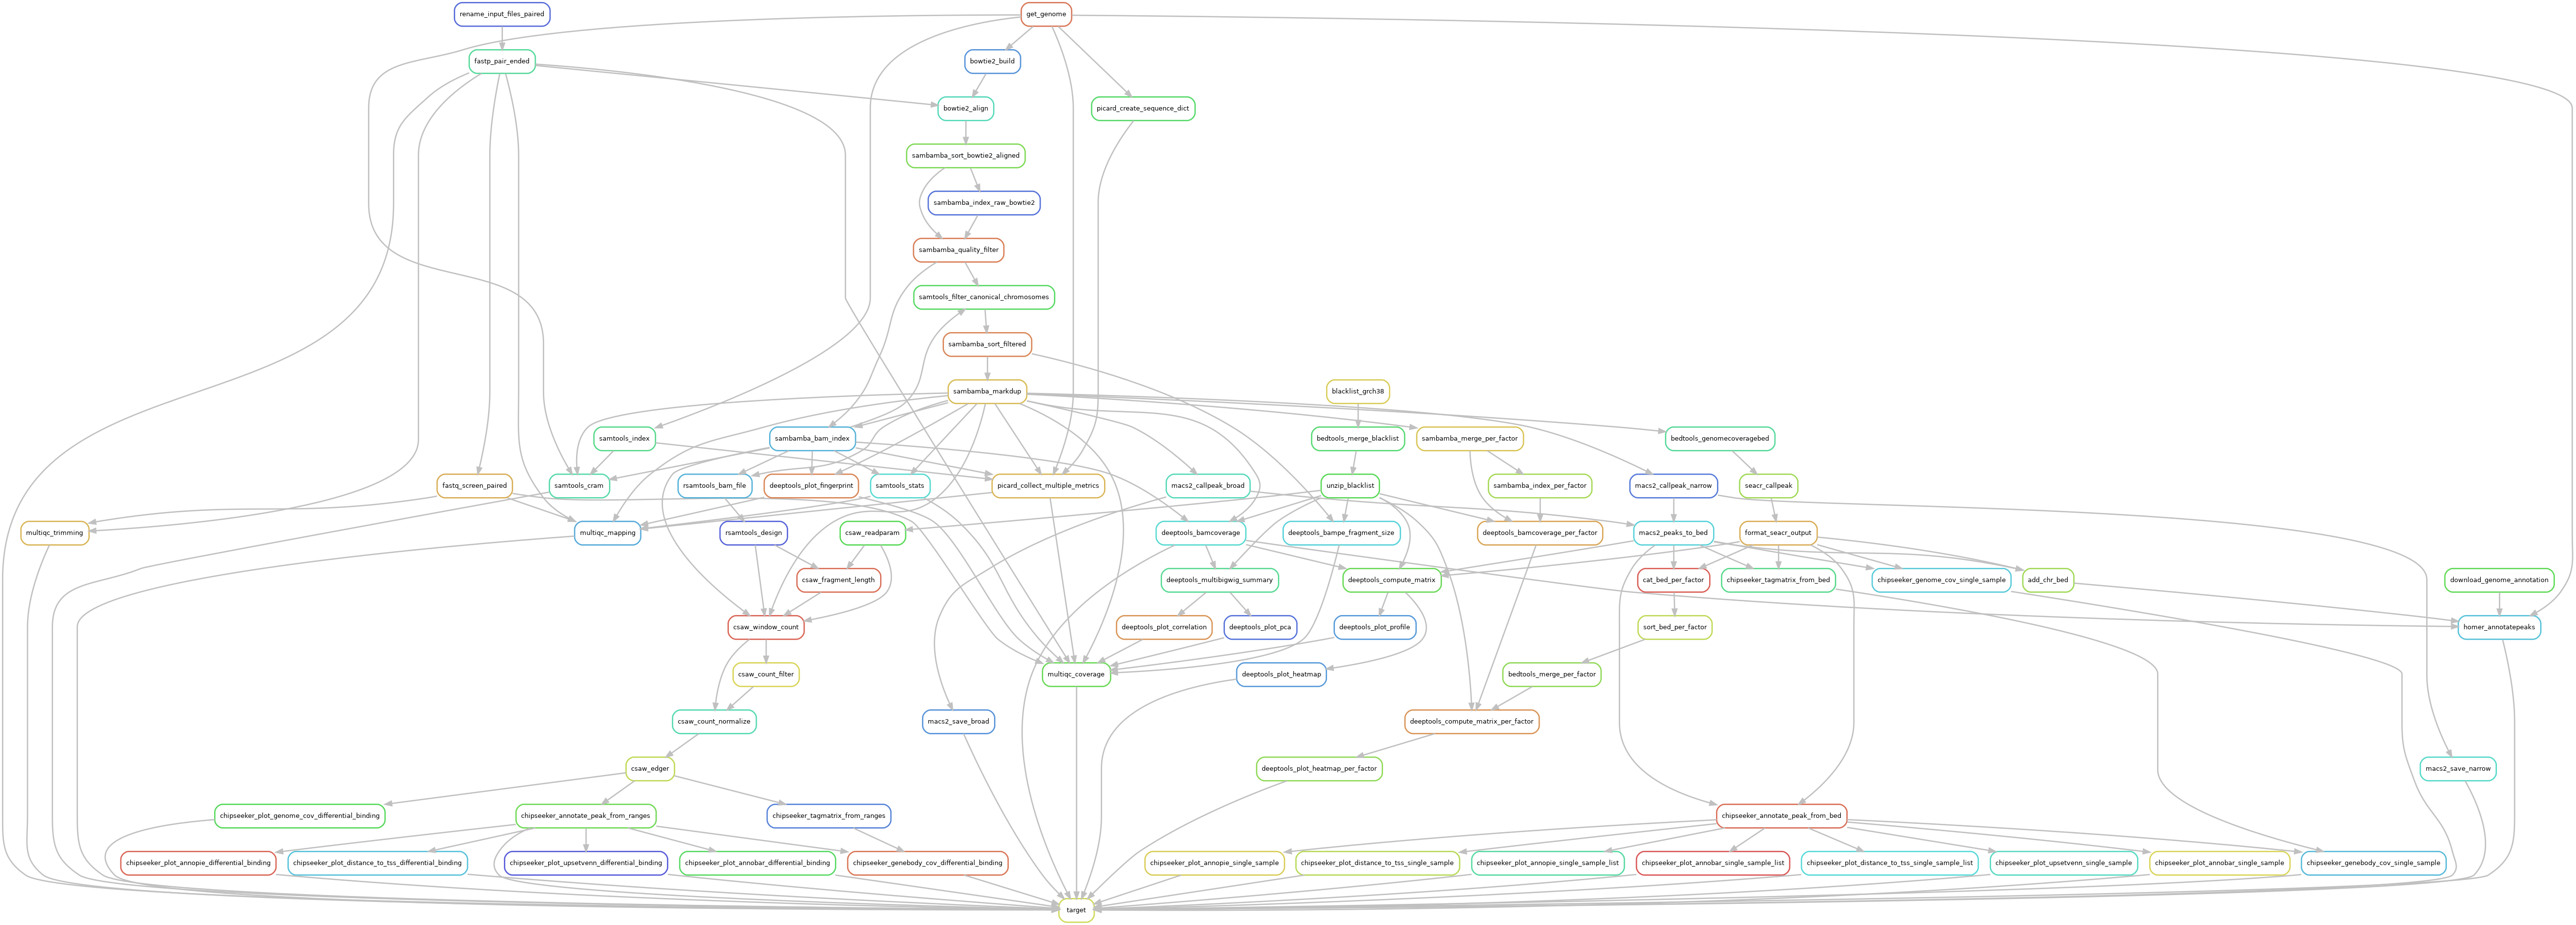 rename_input_files_paired
get_genome
fastp_pair_ended
bowtie2_build
bowtie2_align
picard_create_sequence_dict
sambamba_sort_bowtie2_aligned
sambamba_index_raw_bowtie2
sambamba_quality_filter
samtools_filter_canonical_chromosomes
sambamba_sort_filtered
sambamba_markdup
blacklist_grch38
samtools_index
sambamba_bam_index
bedtools_merge_blacklist
sambamba_merge_per_factor
bedtools_genomecoveragebed
fastq_screen_paired
samtools_cram
rsamtools_bam_file
deeptools_plot_fingerprint
samtools_stats
picard_collect_multiple_metrics
macs2_callpeak_broad
unzip_blacklist
sambamba_index_per_factor
macs2_callpeak_narrow
seacr_callpeak
multiqc_trimming
multiqc_mapping
rsamtools_design
csaw_readparam
deeptools_bamcoverage
deeptools_bampe_fragment_size
deeptools_bamcoverage_per_factor
macs2_peaks_to_bed
format_seacr_output
csaw_fragment_length
deeptools_multibigwig_summary
deeptools_compute_matrix
cat_bed_per_factor
chipseeker_tagmatrix_from_bed
chipseeker_genome_cov_single_sample
add_chr_bed
download_genome_annotation
csaw_window_count
deeptools_plot_correlation
deeptools_plot_pca
deeptools_plot_profile
sort_bed_per_factor
homer_annotatepeaks
csaw_count_filter
multiqc_coverage
deeptools_plot_heatmap
bedtools_merge_per_factor
csaw_count_normalize
macs2_save_broad
deeptools_compute_matrix_per_factor
csaw_edger
deeptools_plot_heatmap_per_factor
macs2_save_narrow
chipseeker_plot_genome_cov_differential_binding
chipseeker_annotate_peak_from_ranges
chipseeker_tagmatrix_from_ranges
chipseeker_annotate_peak_from_bed
chipseeker_plot_annopie_differential_binding
chipseeker_plot_distance_to_tss_differential_binding
chipseeker_plot_upsetvenn_differential_binding
chipseeker_plot_annobar_differential_binding
chipseeker_genebody_cov_differential_binding
chipseeker_plot_annopie_single_sample
chipseeker_plot_distance_to_tss_single_sample
chipseeker_plot_annopie_single_sample_list
chipseeker_plot_annobar_single_sample_list
chipseeker_plot_distance_to_tss_single_sample_list
chipseeker_plot_upsetvenn_single_sample
chipseeker_plot_annobar_single_sample
chipseeker_genebody_cov_single_sample
target